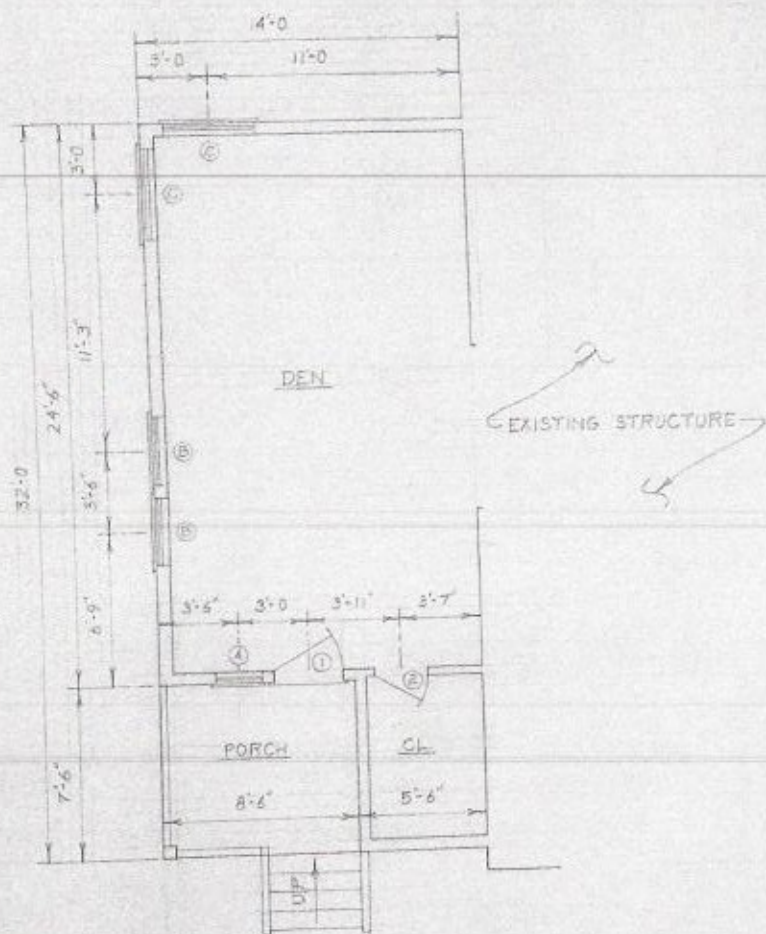 14'-0
3'-0
11'-0
3'-0
C
C
11'-3"
DEN
24'-6"
EXISTING STRUCTURE
32'-0
B
3'-6"
B
6'-9"
3'-6"
3'-0
3'-11"
3'-7"
A
1
2
PORCH
CL.
7'-6"
8'-6"
5'-6"
UP